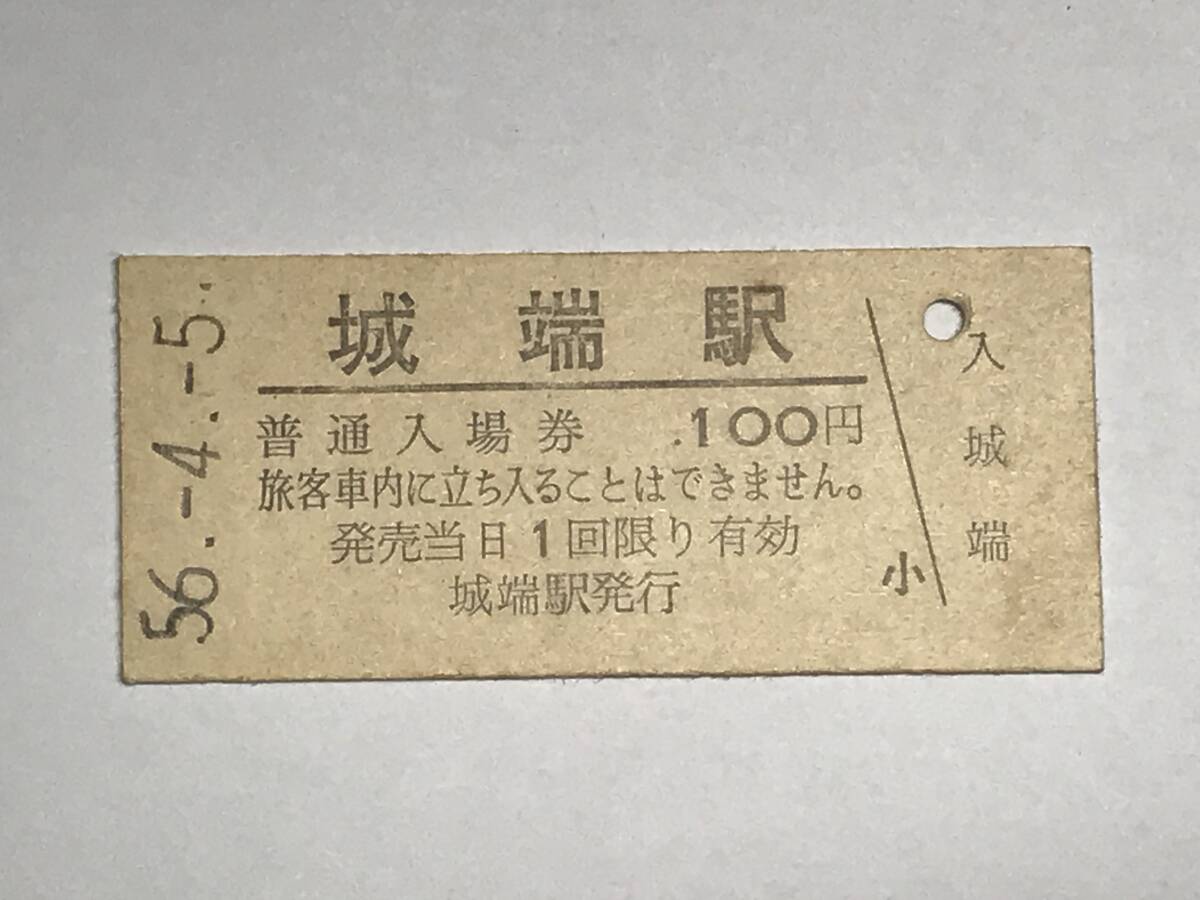 56.-4.-5.
城端駅
普通入場券 .100円
旅客車内に立ち入ることはできません。
発売当日1回限り有効
城端駅発行
小
入
城
端